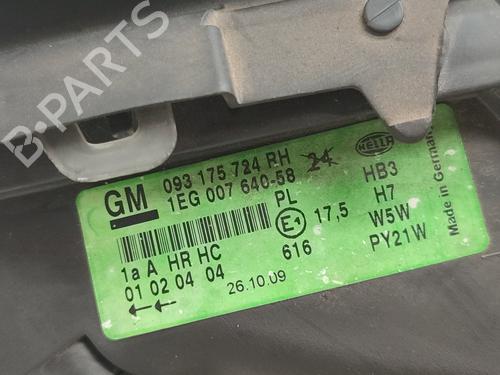 B-PARTS
GM
093 175 724 RH
1EG 007 640-58
24
HELLA
PL
HB3
H7
W5W
PY21W
E1
17,5
616
1a A HR HC
01 02 04 04
26.10.09
Made in Germany